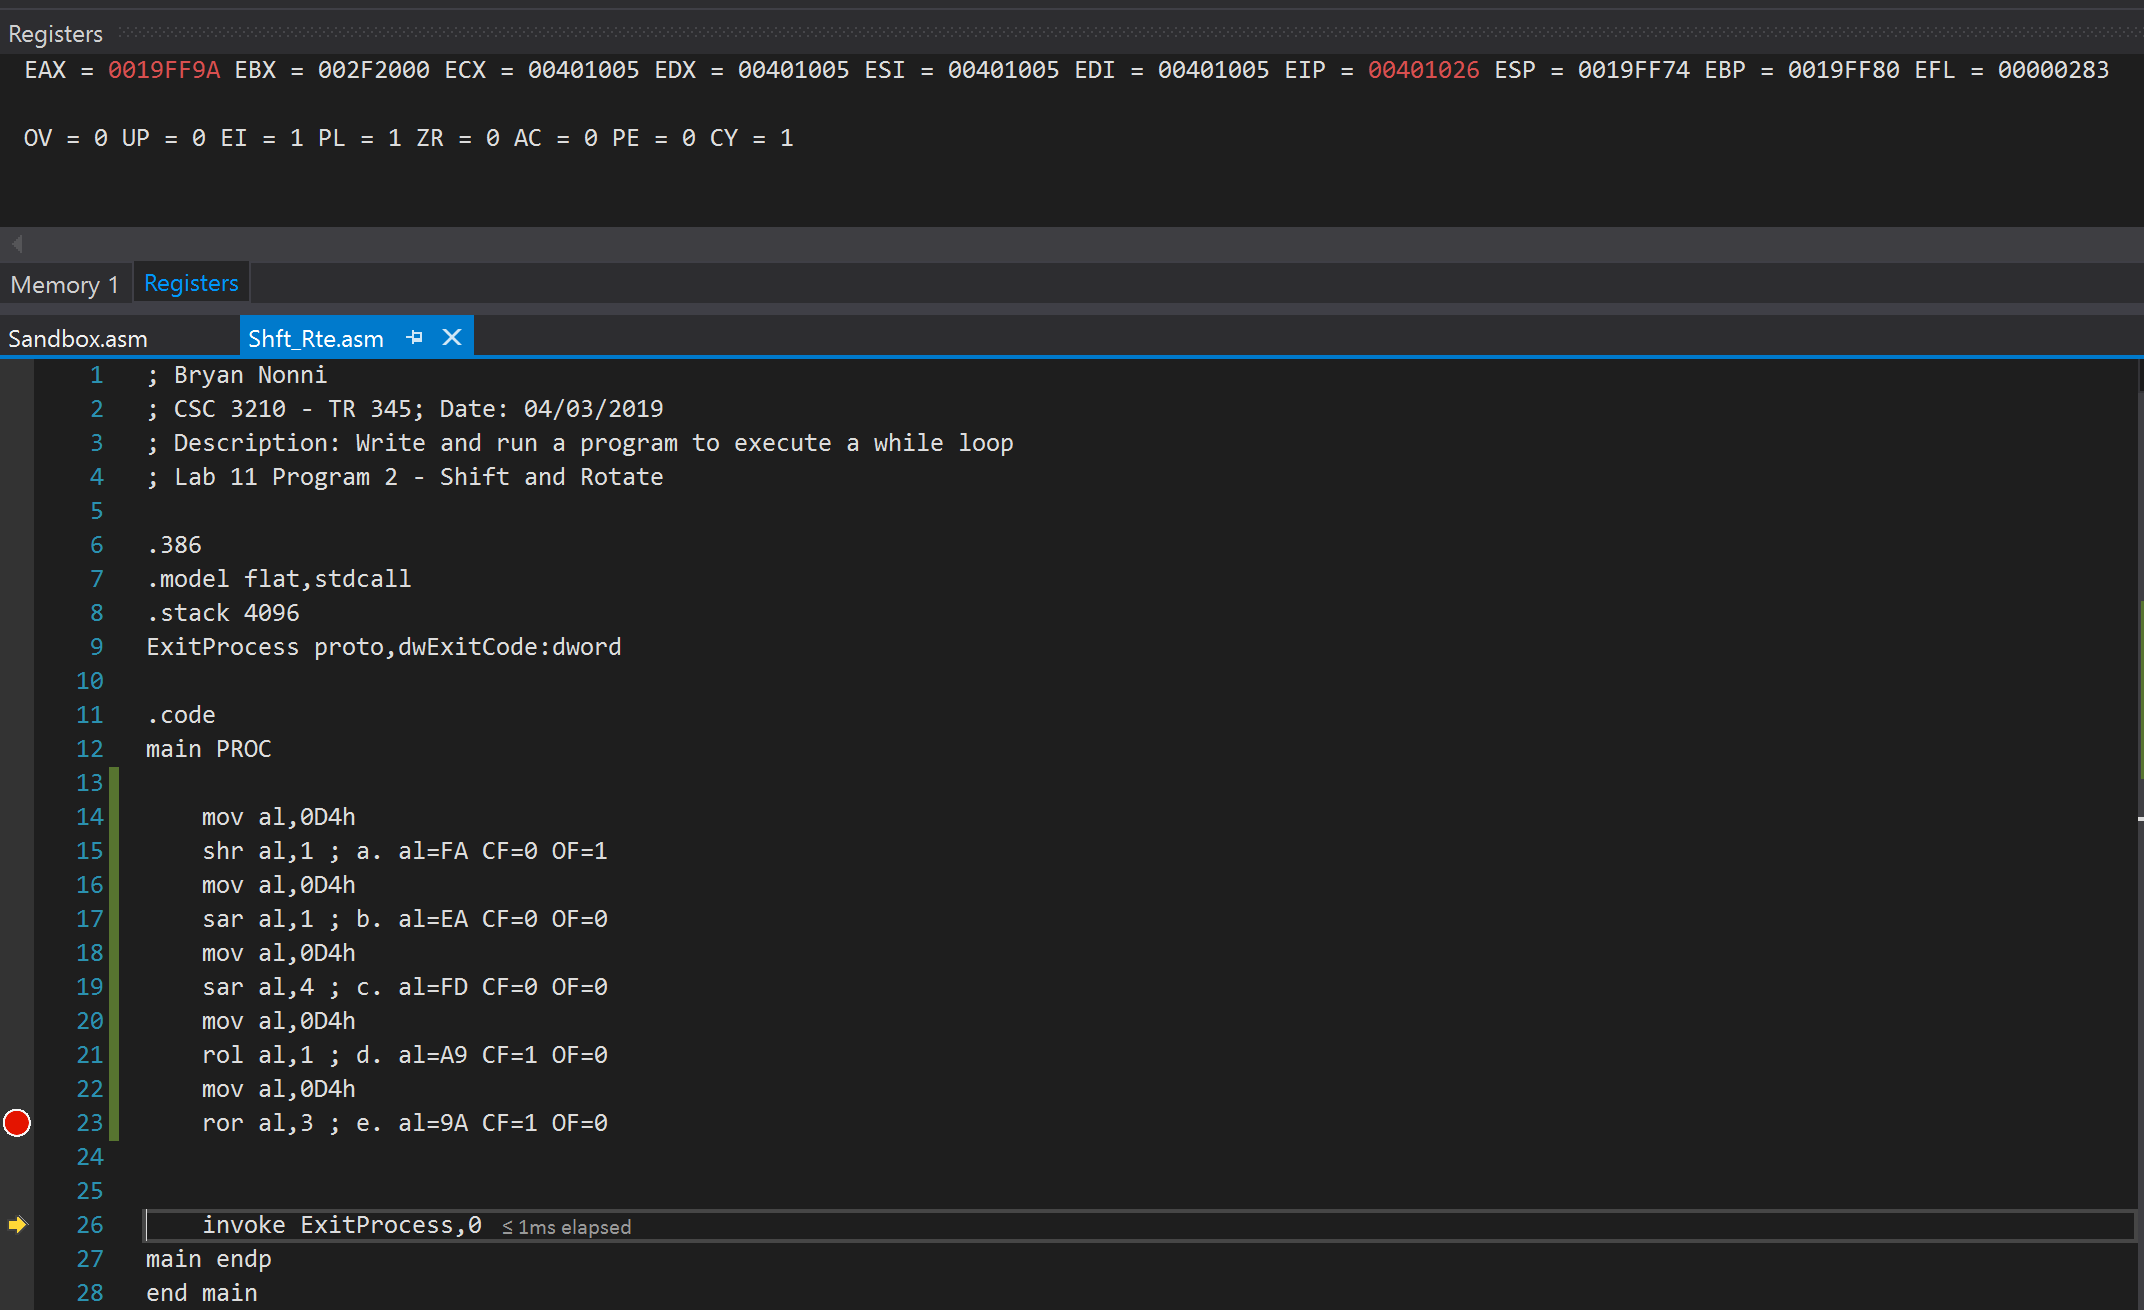 Registers
EAX = 0019FF9A EBX = 002F2000 ECX = 00401005 EDX = 00401005 ESI = 00401005 EDI = 00401005 EIP = 00401026 ESP = 0019FF74 EBP = 0019FF80 EFL = 00000283
OV = 0 UP = 0 EI = 1 PL = 1 ZR = 0 AC = 0 PE = 0 CY = 1
Memory 1 Registers
Sandbox.asm Shft_Rte.asm
1 ; Bryan Nonni
2 ; CSC 3210 - TR 345; Date: 04/03/2019
3 ; Description: Write and run a program to execute a while loop
4 ; Lab 11 Program 2 - Shift and Rotate
5
6 .386
7 .model flat,stdcall
8 .stack 4096
9 ExitProcess proto,dwExitCode:dword
10
11 .code
12 main PROC
13
14 mov al,0D4h
15 shr al,1 ; a. al=FA CF=0 OF=1
16 mov al,0D4h
17 sar al,1 ; b. al=EA CF=0 OF=0
18 mov al,0D4h
19 sar al,4 ; c. al=FD CF=0 OF=0
20 mov al,0D4h
21 rol al,1 ; d. al=A9 CF=1 OF=0
22 mov al,0D4h
23 ror al,3 ; e. al=9A CF=1 OF=0
24
25
26 invoke ExitProcess,0 ≤ 1ms elapsed
27 main endp
28 end main